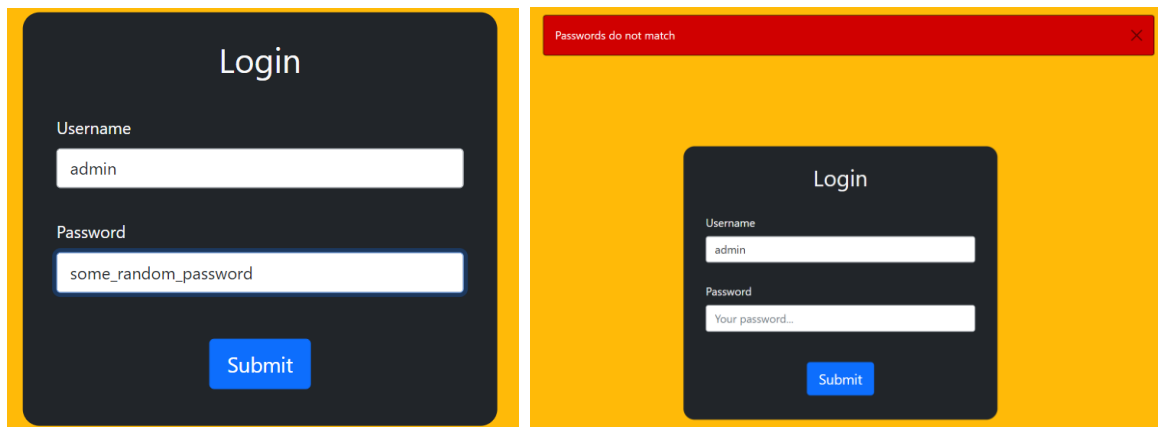 Login
Username
admin
Password
some_random_password
Submit
Passwords do not match
Login
Username
admin
Password
Your password...
Submit